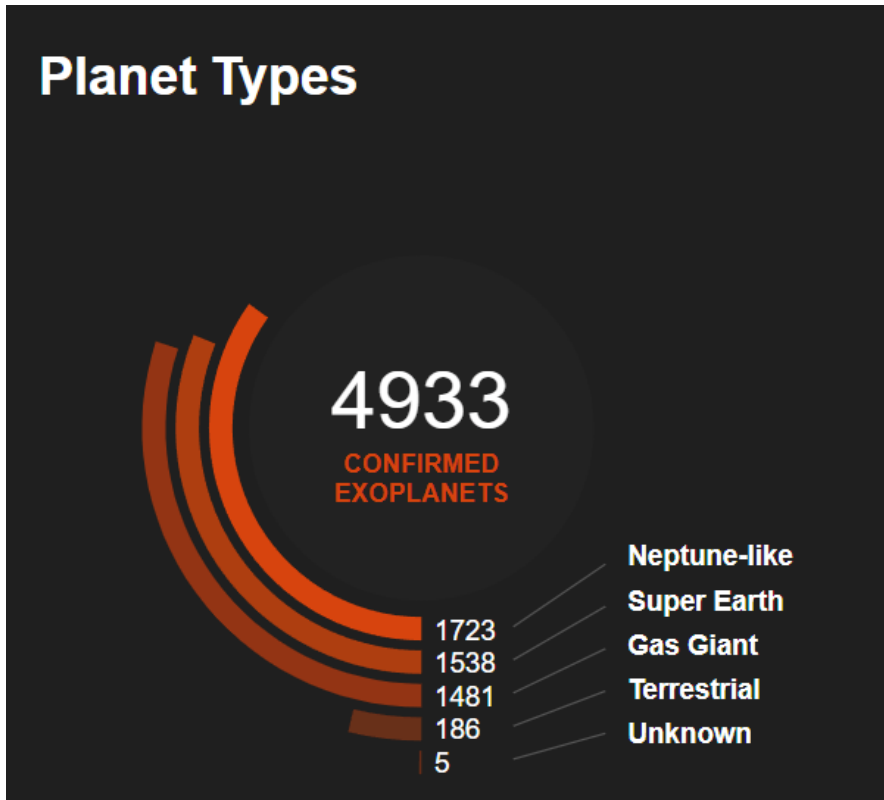 Planet Types
4933
CONFIRMED
EXOPLANETS
1723 Neptune-like
1538 Super Earth
1481 Gas Giant
186 Terrestrial
5 Unknown